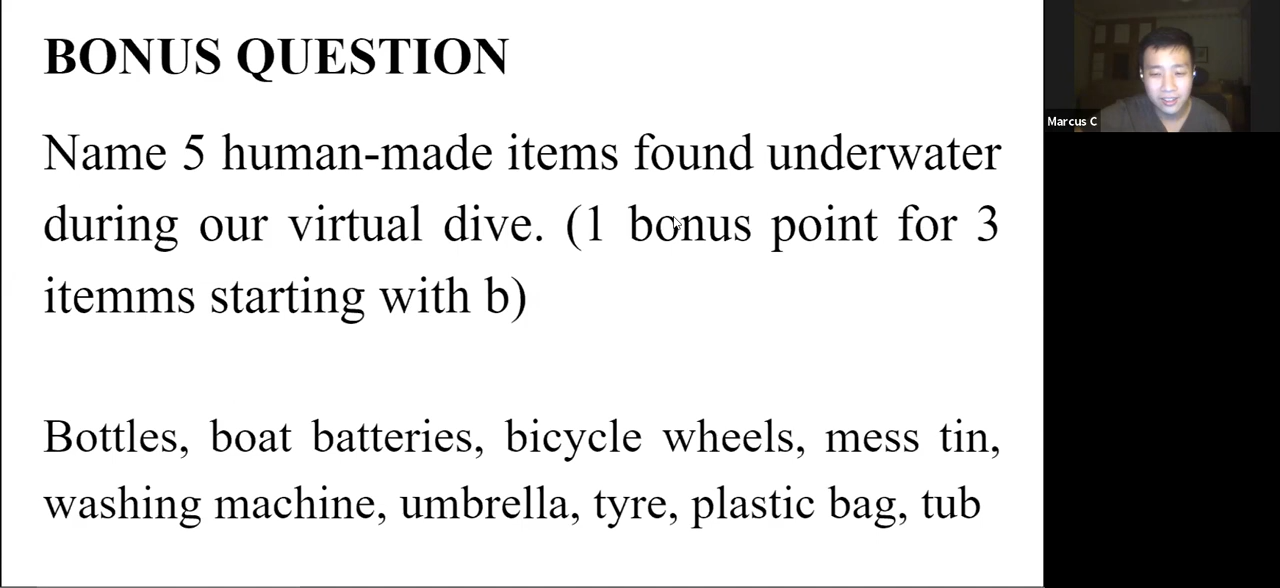 BONUS QUESTION
Name 5 human-made items found underwater
during our virtual dive. (1 bonus point for 3
itemms starting with b)
Bottles, boat batteries, bicycle wheels, mess tin,
washing machine, umbrella, tyre, plastic bag, tub
Marcus C